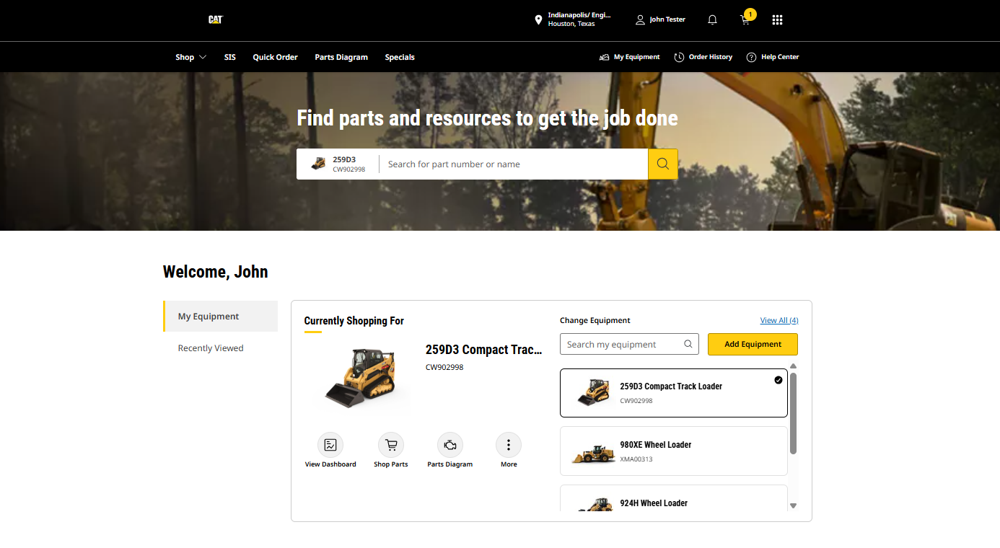 CAT
Indianapolis/ Engi...
Houston, Texas
John Tester
1
Shop
SIS
Quick Order
Parts Diagram
Specials
My Equipment
Order History
Help Center
Find parts and resources to get the job done
259D3
CW902998
Search for part number or name
Welcome, John
My Equipment
Recently Viewed
Currently Shopping For
259D3 Compact Trac...
CW902998
View Dashboard
Shop Parts
Parts Diagram
More
Change Equipment
View All (4)
Search my equipment
Add Equipment
259D3 Compact Track Loader
CW902998
980XE Wheel Loader
XMA00313
924H Wheel Loader